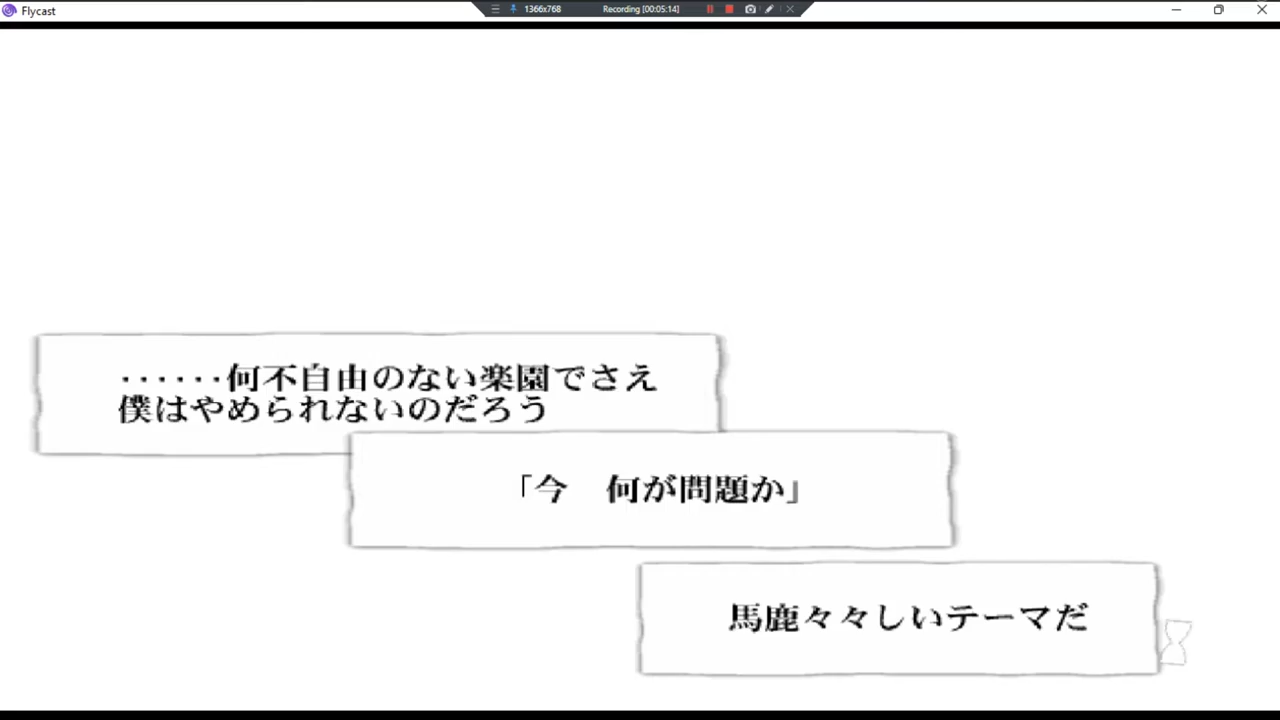 Flycast
1366x768
Recording [00:05:14]
・・・・・・何不自由のない楽園でさえ
僕はやめられないのだろう
「今　何が問題か」
馬鹿々々しいテーマだ